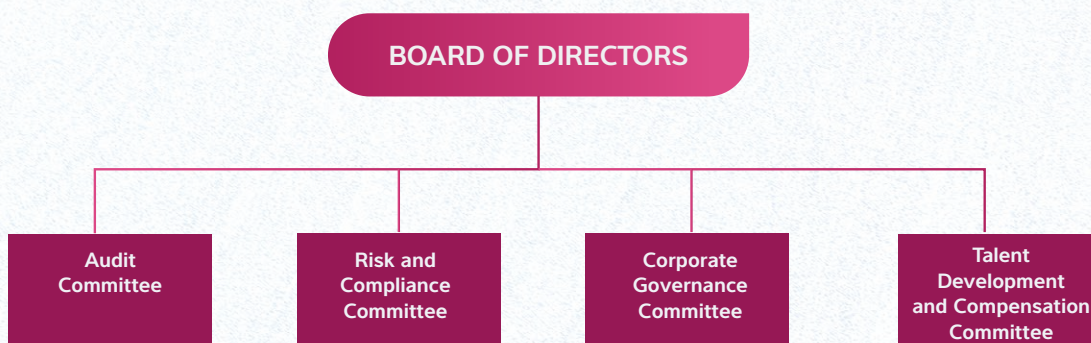 BOARD OF DIRECTORS
Audit
Committee
Risk and
Compliance
Committee
Corporate
Governance
Committee
Talent
Development
and Compensation
Committee